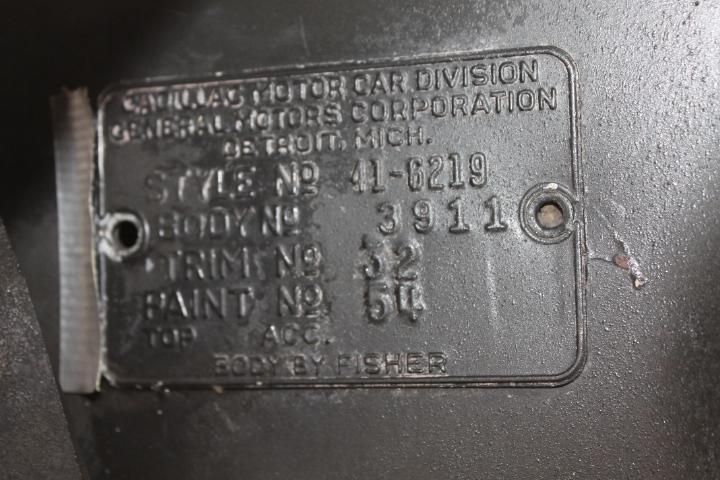 CADILLAC MOTOR CAR DIVISION
GENERAL MOTORS CORPORATION
DETROIT, MICH.
STYLE Nº 41-6219
BODY Nº 3911
TRIM Nº 32
PAINT Nº 54
TOP ACC.
BODY BY FISHER